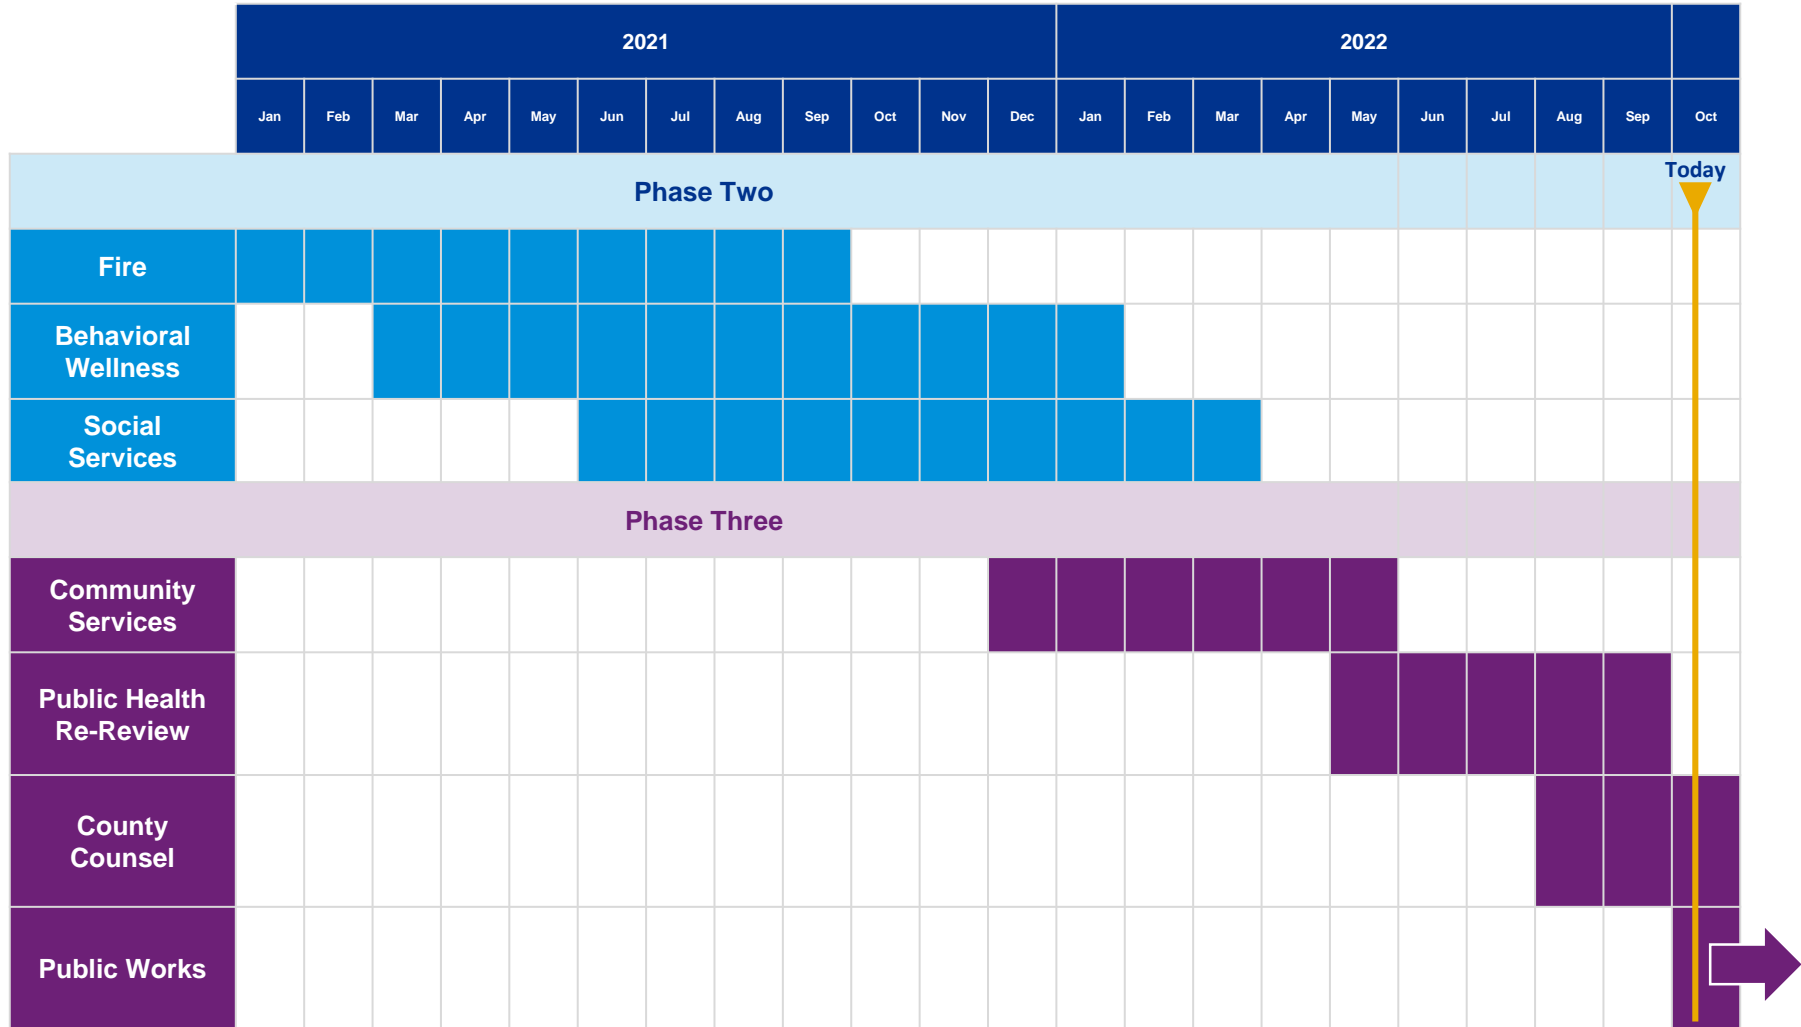 2021 2022
Jan Feb Mar Apr May Jun Jul Aug Sep Oct Nov Dec Jan Feb Mar Apr May Jun Jul Aug Sep Oct
Today
Phase Two
Fire
Behavioral
Wellness
Social
Services
Phase Three
Community
Services
Public Health
Re-Review
County
Counsel
Public Works